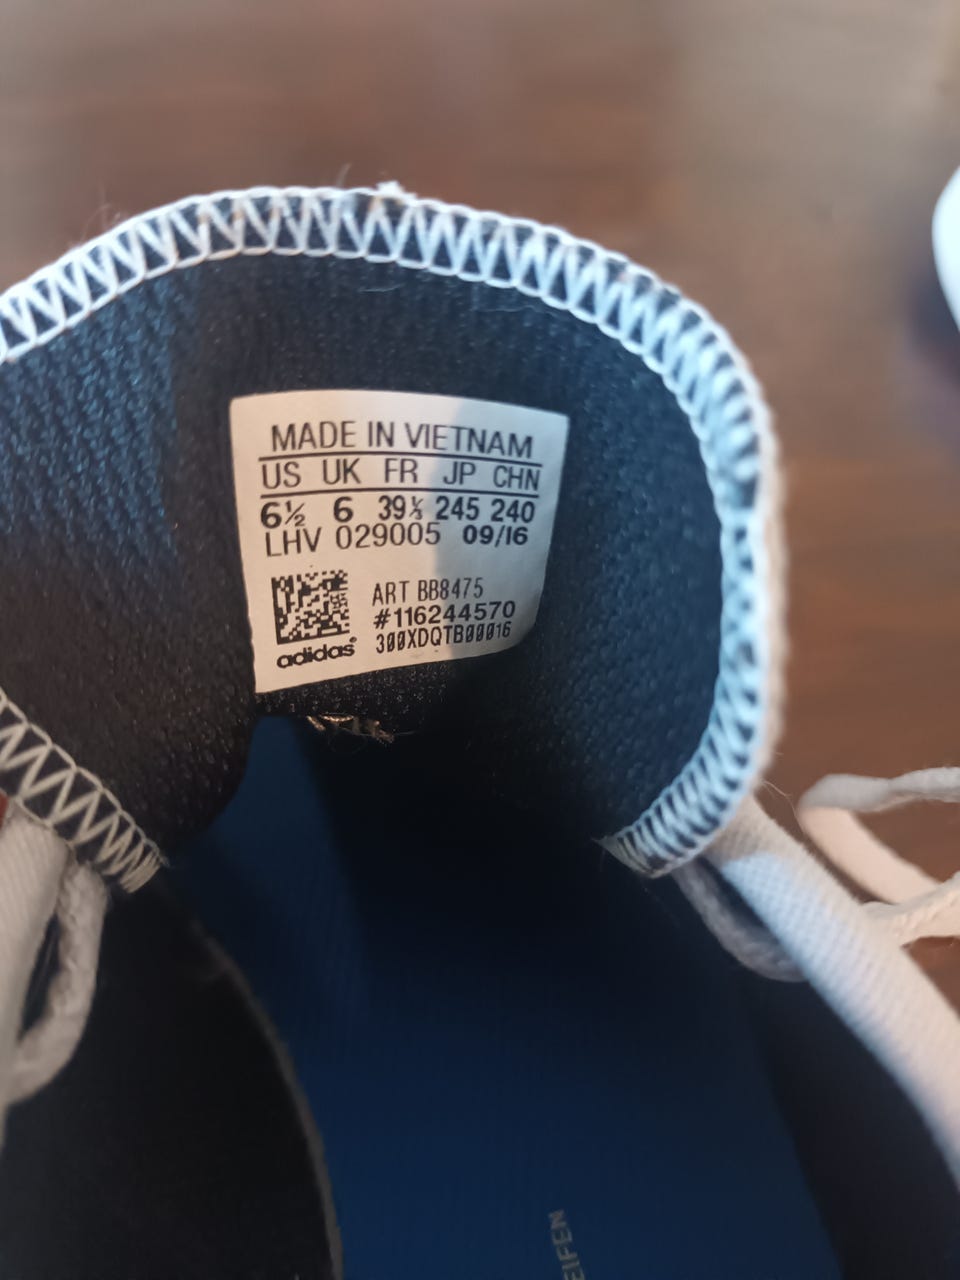 MADE IN VIETNAM
US UK FR JP CHN
6½ 6 39⅓ 245 240
LHV 029005 09/16
ART BB8475
#116244570
300XDQTB00016
adidas
EIFEN